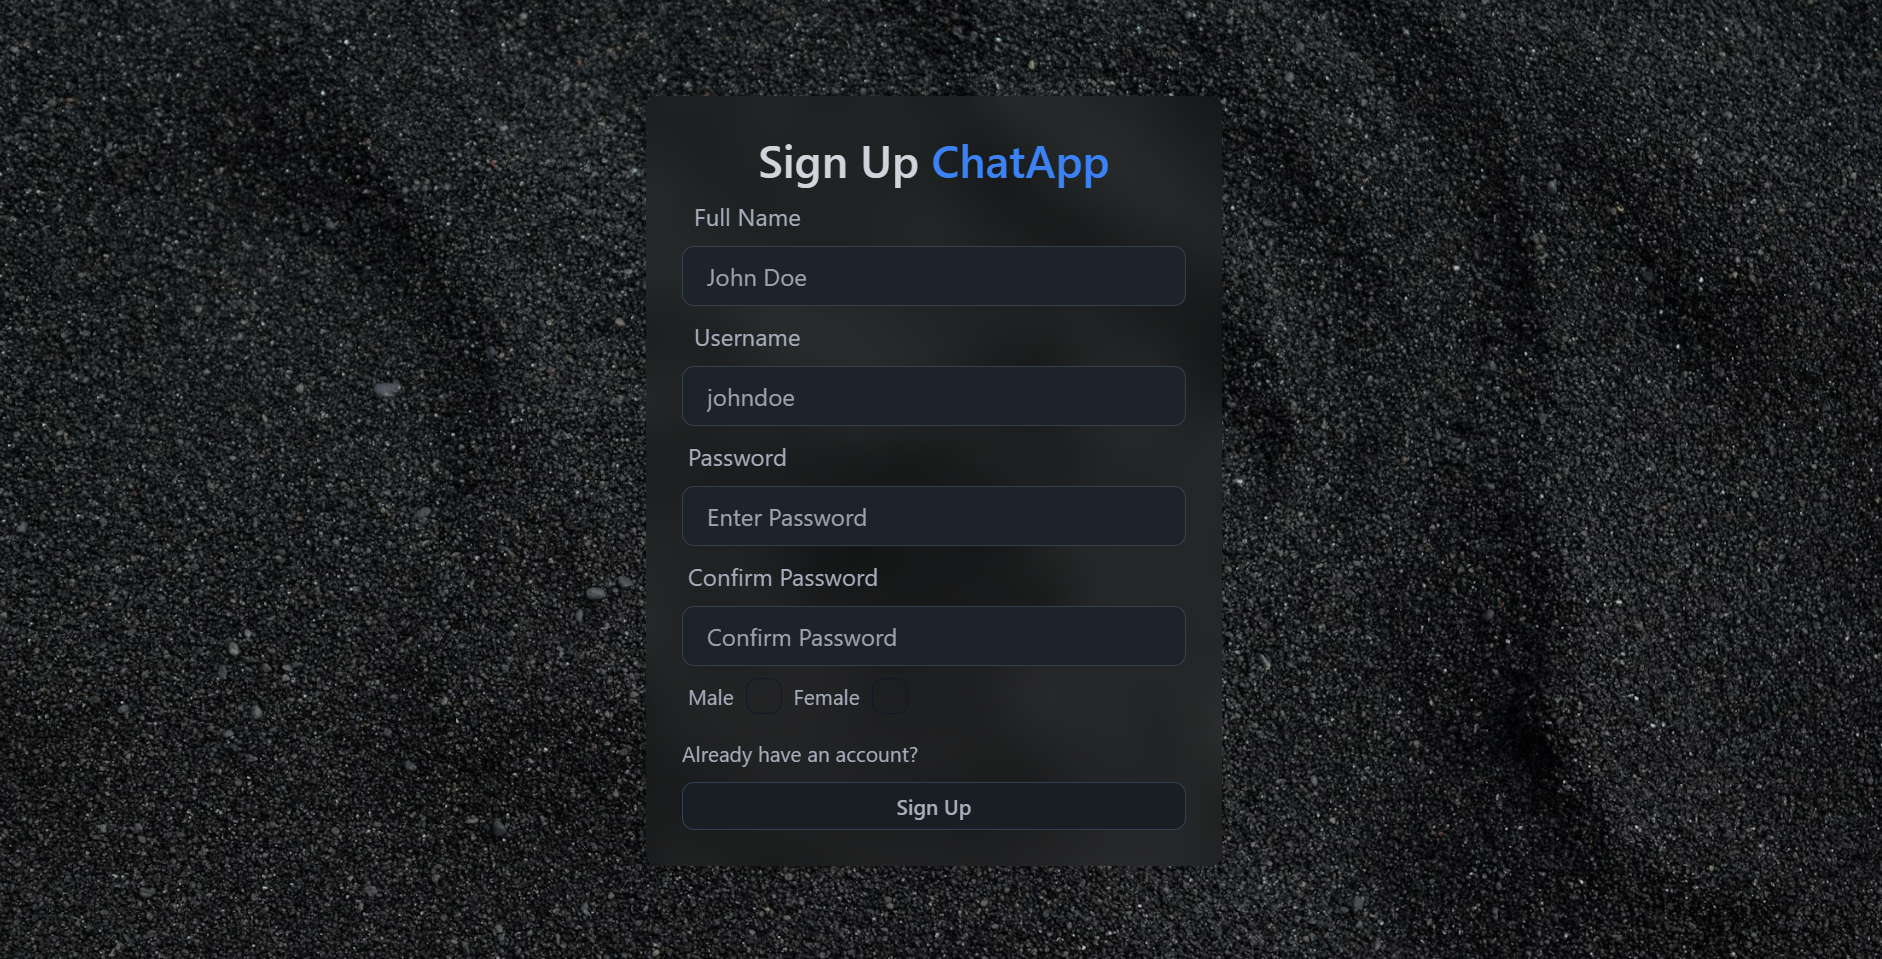 Sign Up ChatApp
Full Name
John Doe
Username
johndoe
Password
Enter Password
Confirm Password
Confirm Password
Male Female
Already have an account?
Sign Up